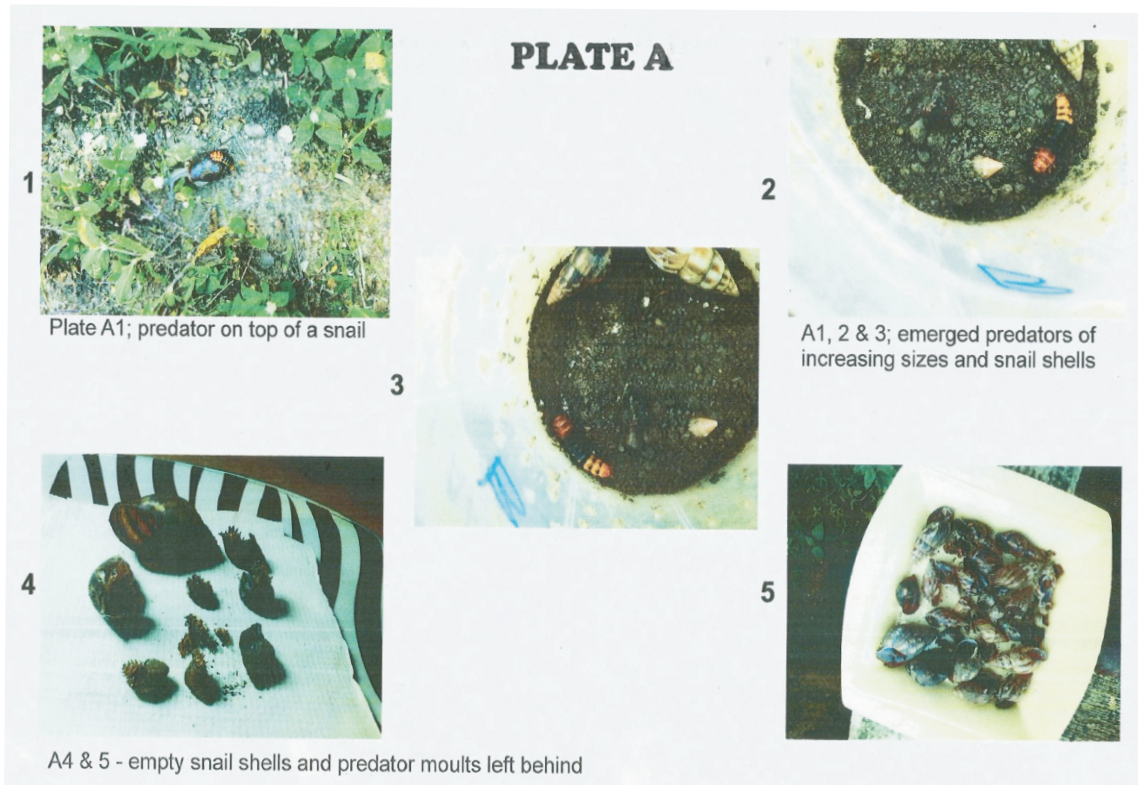 PLATE A
1
Plate A1; predator on top of a snail
2
A1, 2 & 3; emerged predators of
increasing sizes and snail shells
3
4
5
A4 & 5 - empty snail shells and predator moults left behind